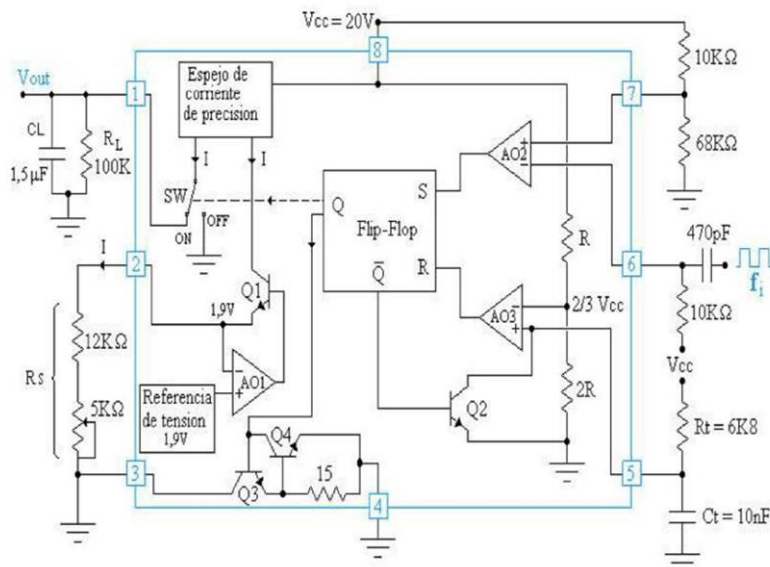 Vcc = 20V
8
Vout
1
CL
1,5µF
RL
100K
Espejo de
corriente
de precision
I
I
SW
ON
OFF
7
10KΩ
68KΩ
AO2
+
-
S
Q
Flip-Flop
Q
R
470pF
6
fi
10KΩ
Vcc
2
I
Q1
1,9V
R
AO3
-
+
2/3 Vcc
Rs
12KΩ
5KΩ
-
+
AO1
Referencia
de tension
1,9V
Q2
2R
Rt = 6K8
3
Q4
Q3
15
4
5
Ct = 10nF